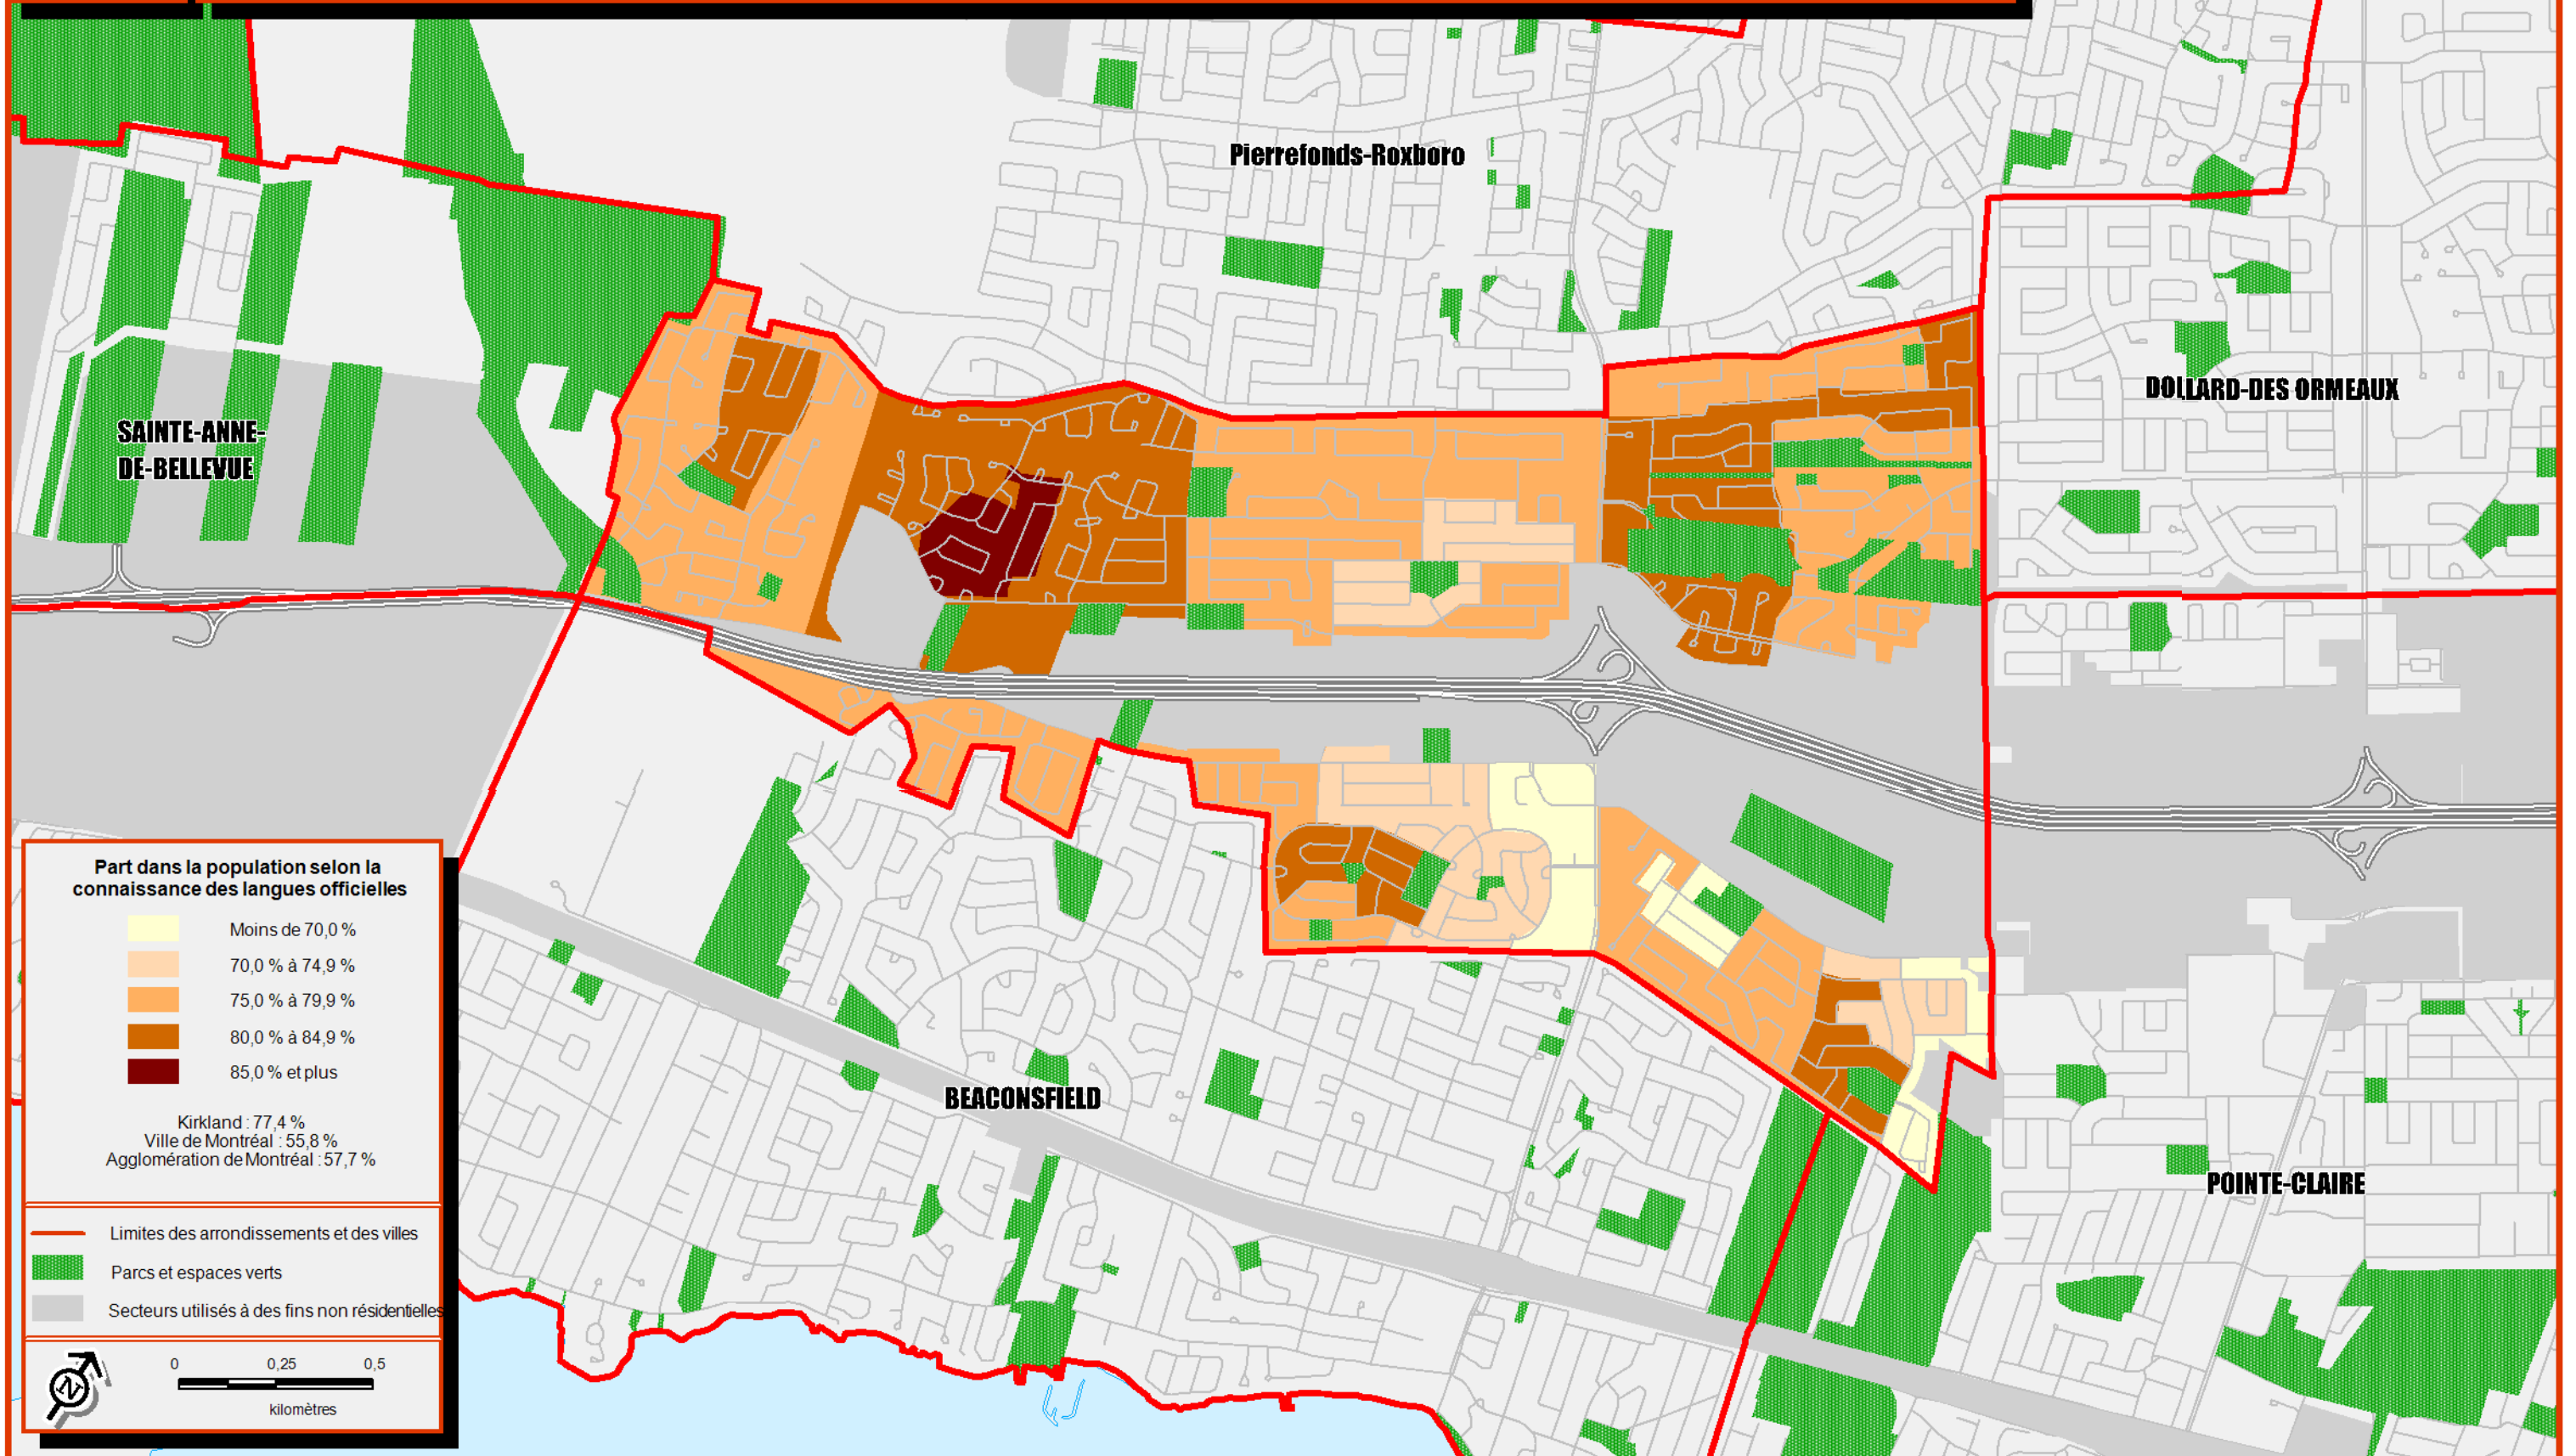 Pierrefonds-Roxboro
DOLLARD-DES ORMEAUX
SAINTE-ANNE-
DE-BELLEVUE
BEACONSFIELD
POINTE-CLAIRE
Part dans la population selon la
connaissance des langues officielles
Moins de 70,0 %
70,0 % à 74,9 %
75,0 % à 79,9 %
80,0 % à 84,9 %
85,0 % et plus
Kirkland : 77,4 %
Ville de Montréal : 55,8 %
Agglomération de Montréal : 57,7 %
Limites des arrondissements et des villes
Parcs et espaces verts
Secteurs utilisés à des fins non résidentielles
N
0 0,25 0,5
kilomètres